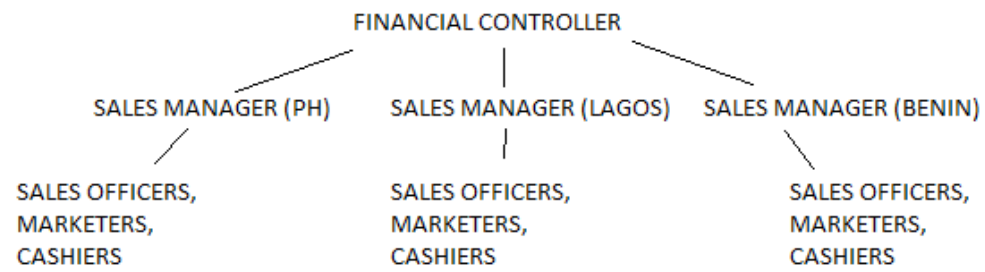 FINANCIAL CONTROLLER
SALES MANAGER (PH)
SALES MANAGER (LAGOS)
SALES MANAGER (BENIN)
SALES OFFICERS,
MARKETERS,
CASHIERS
SALES OFFICERS,
MARKETERS,
CASHIERS
SALES OFFICERS,
MARKETERS,
CASHIERS